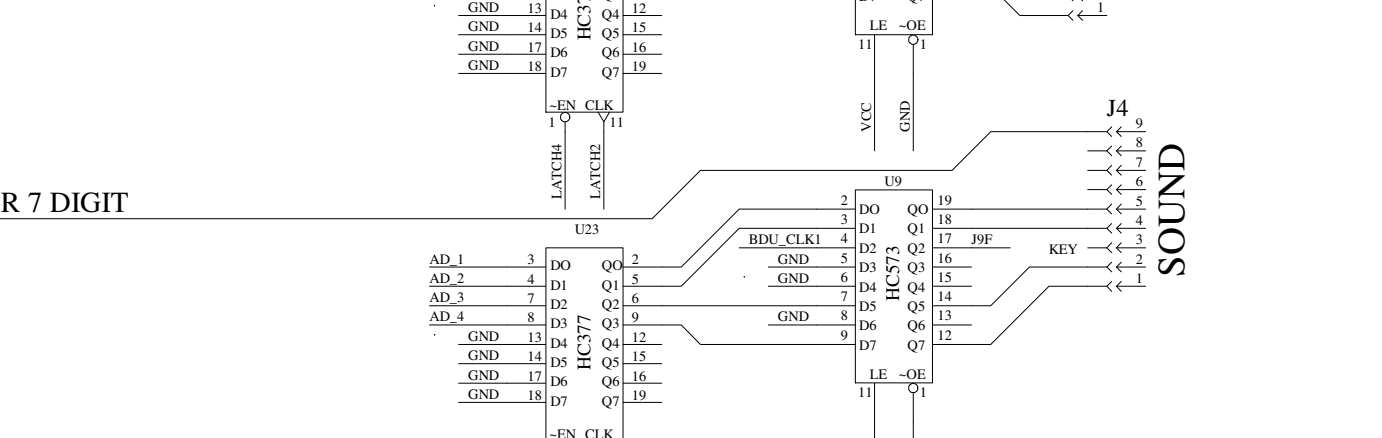 GND 13 D4 Q4 12
GND 14 D5 Q5 15
GND 17 D6 Q6 16
GND 18 D7 Q7 19
~EN CLK
1 11
LATCH4
LATCH2
LE ~OE
11 1
VCC
GND
1
J4
9
8
7
6
5
4
KEY 3
2
1
SOUND
R 7 DIGIT
U23
AD_1 3 DO QO 2
AD_2 4 D1 Q1 5
AD_3 7 D2 Q2 6
AD_4 8 D3 Q3 9
GND 13 D4 Q4 12
GND 14 D5 Q5 15
GND 17 D6 Q6 16
GND 18 D7 Q7 19
HC377
~EN CLK
U9
2 DO QO 19
3 D1 Q1 18
BDU_CLK1 4 D2 Q2 17 J9F
GND 5 D3 Q3 16
GND 6 D4 Q4 15
7 D5 Q5 14
GND 8 D6 Q6 13
9 D7 Q7 12
HC573
LE ~OE
11 1